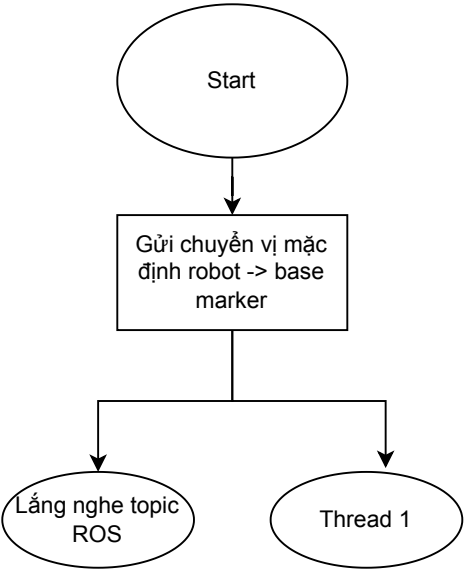 Start
Gửi chuyển vị mặc
định robot -> base
marker
Lắng nghe topic
ROS
Thread 1